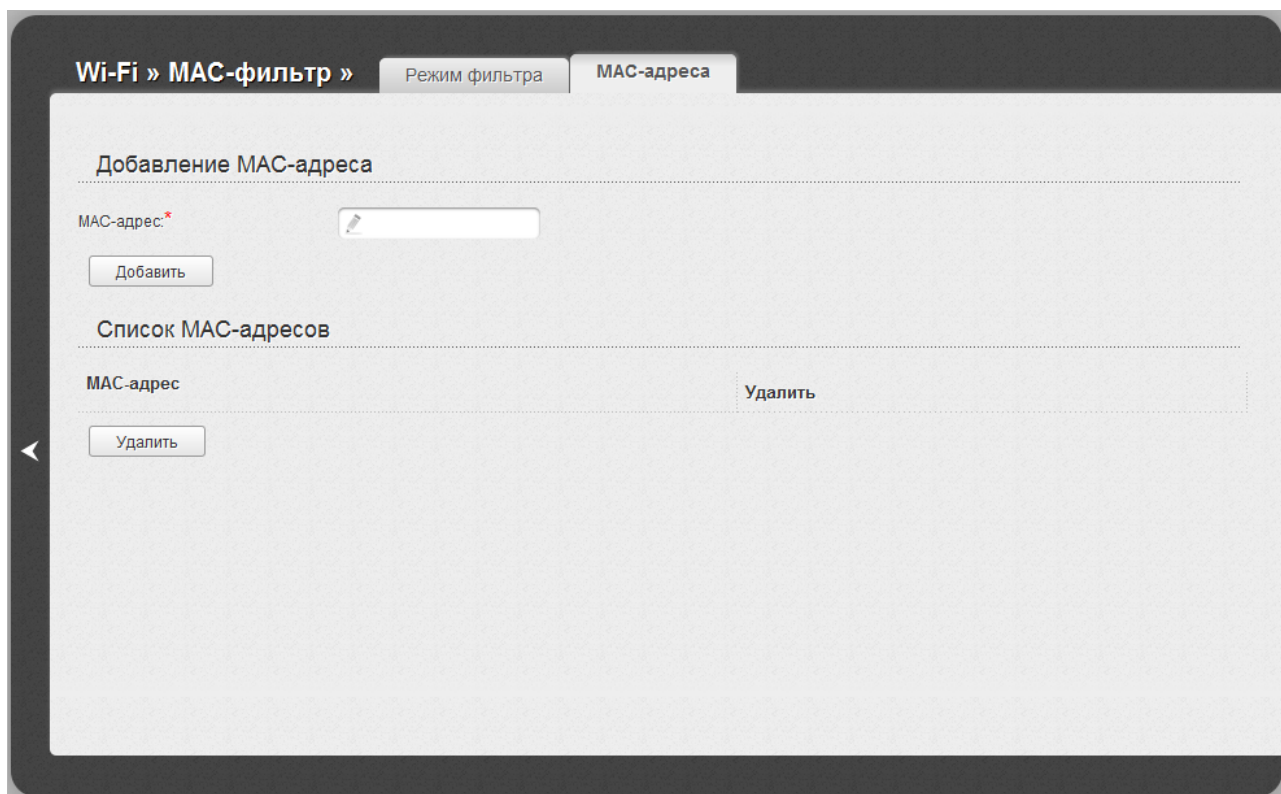 Wi-Fi » MAC-фильтр » Режим фильтра MAC-адреса
Добавление MAC-адреса
MAC-адрес:*
Добавить
Список MAC-адресов
MAC-адрес Удалить
Удалить